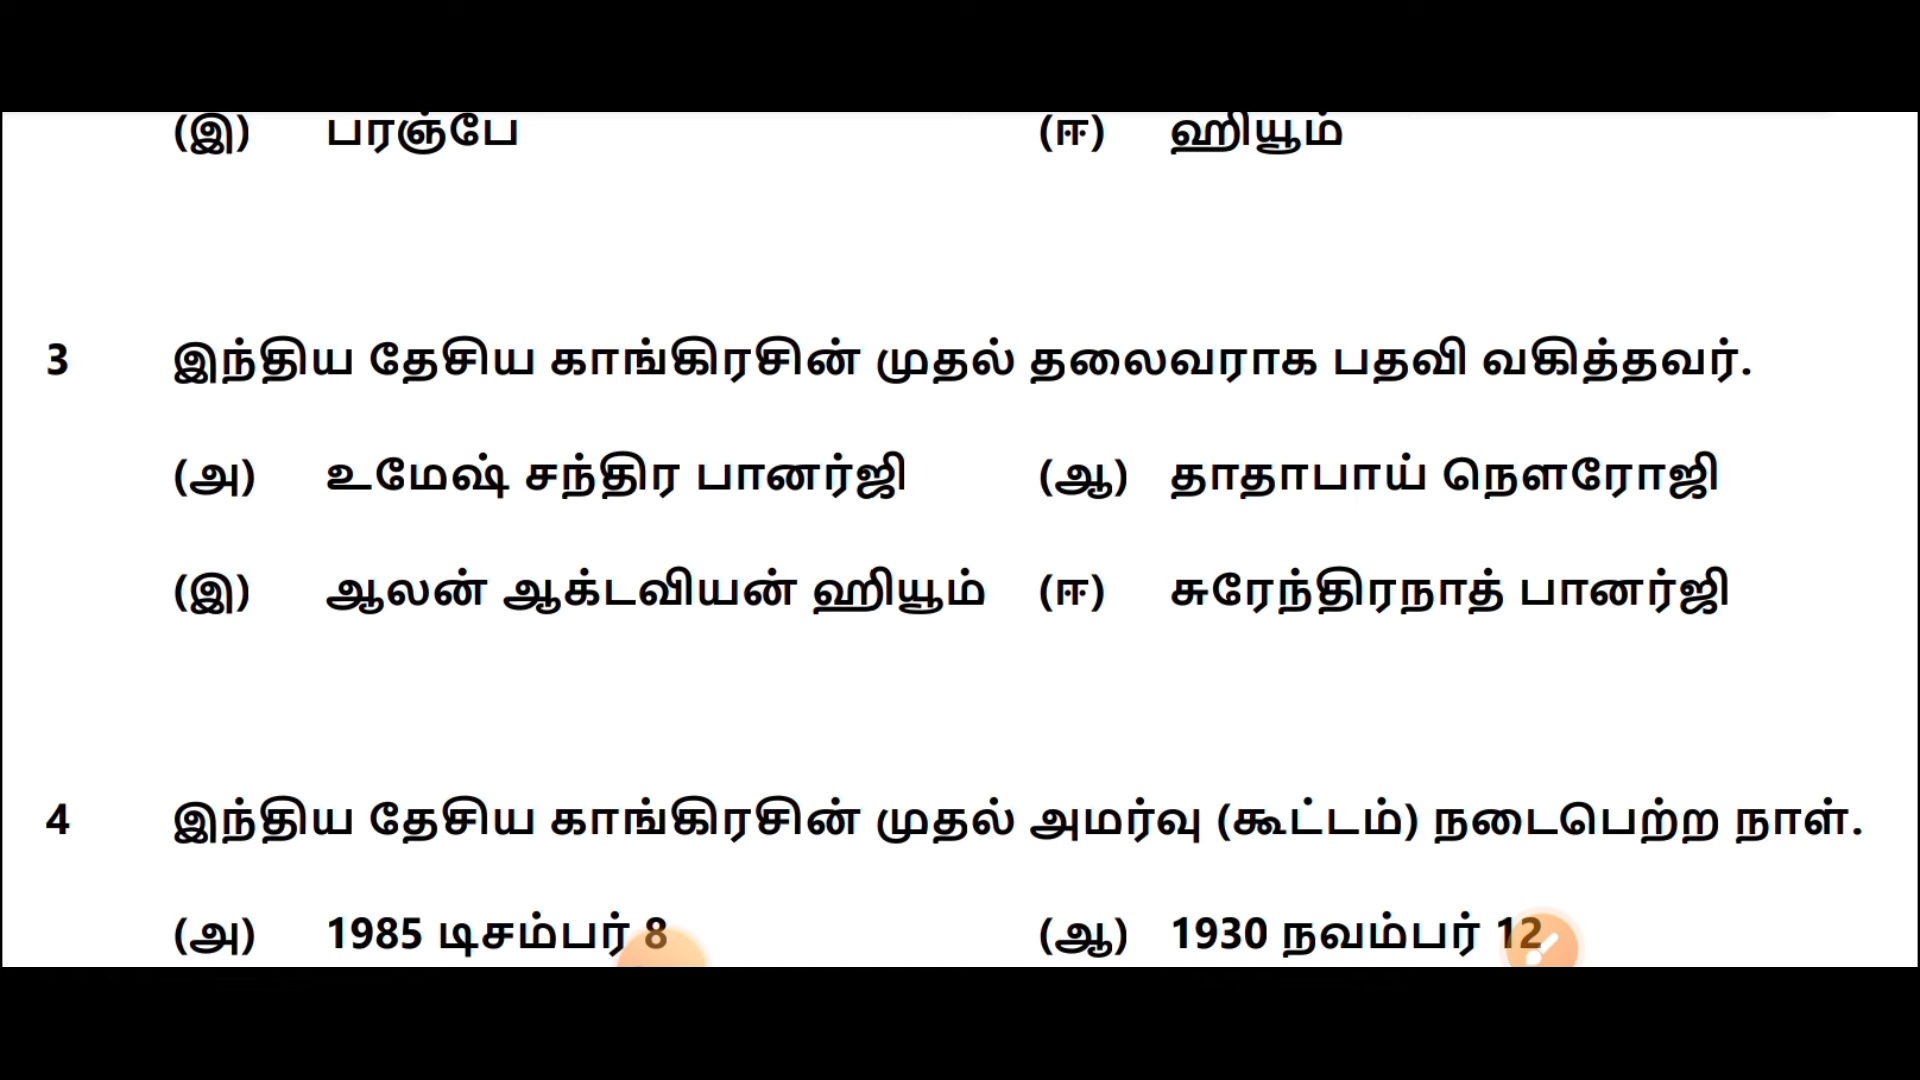 (இ) பரஞ்பே (ஈ) ஹியூம்
3 இந்திய தேசிய காங்கிரசின் முதல் தலைவராக பதவி வகித்தவர்.
(அ) உமேஷ் சந்திர பானர்ஜி (ஆ) தாதாபாய் நௌரோஜி
(இ) ஆலன் ஆக்டவியன் ஹியூம் (ஈ) சுரேந்திரநாத் பானர்ஜி
4 இந்திய தேசிய காங்கிரசின் முதல் அமர்வு (கூட்டம்) நடைபெற்ற நாள்.
(அ) 1985 டிசம்பர் 8 (ஆ) 1930 நவம்பர் 12